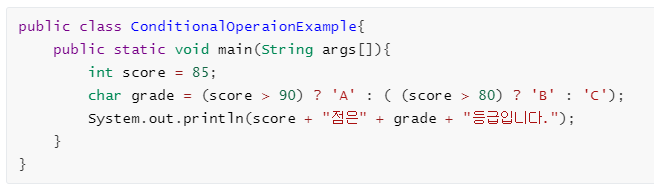 public class ConditionalOperaionExample{
    public static void main(String args[]){
        int score = 85;
        char grade = (score > 90) ? 'A' : ( (score > 80) ? 'B' : 'C');
        System.out.println(score + "점은" + grade + "등급입니다.");
    }
}